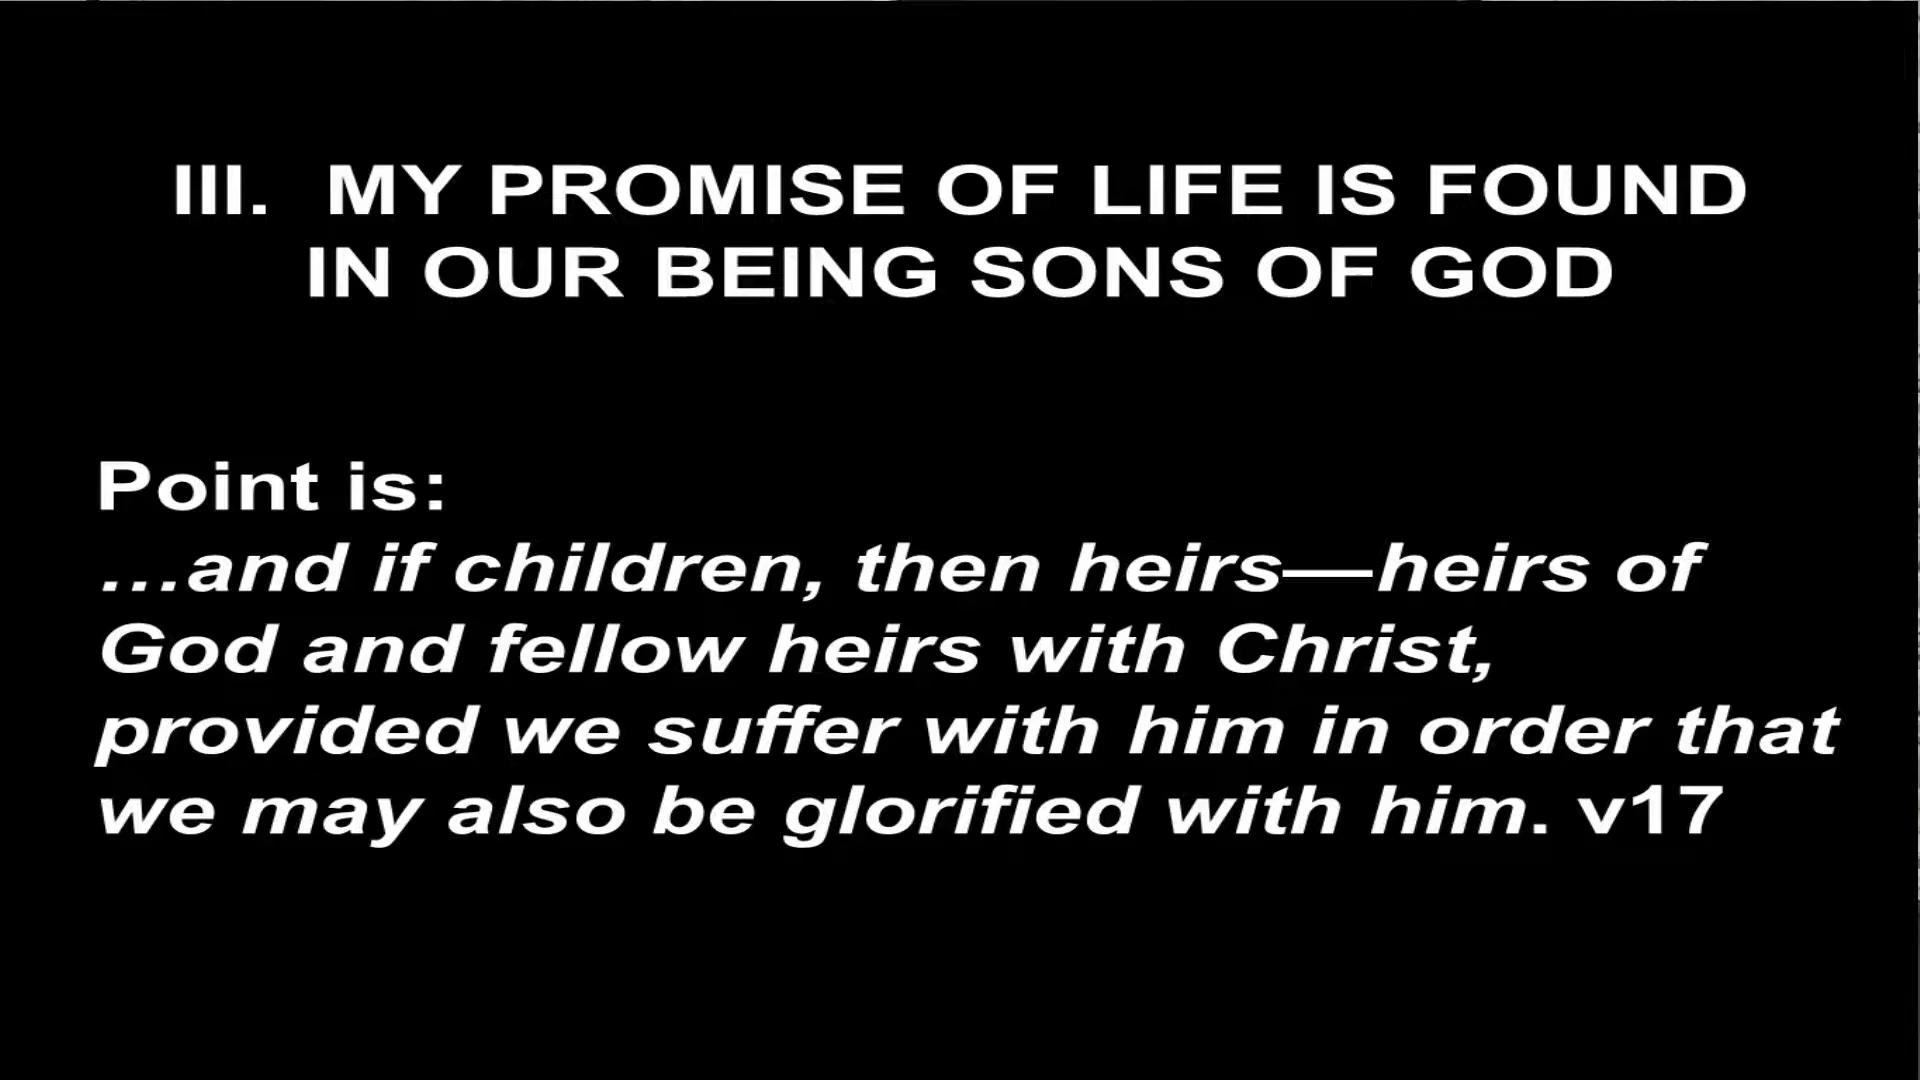 III. MY PROMISE OF LIFE IS FOUND
IN OUR BEING SONS OF GOD
Point is:
…and if children, then heirs—heirs of
God and fellow heirs with Christ,
provided we suffer with him in order that
we may also be glorified with him. v17